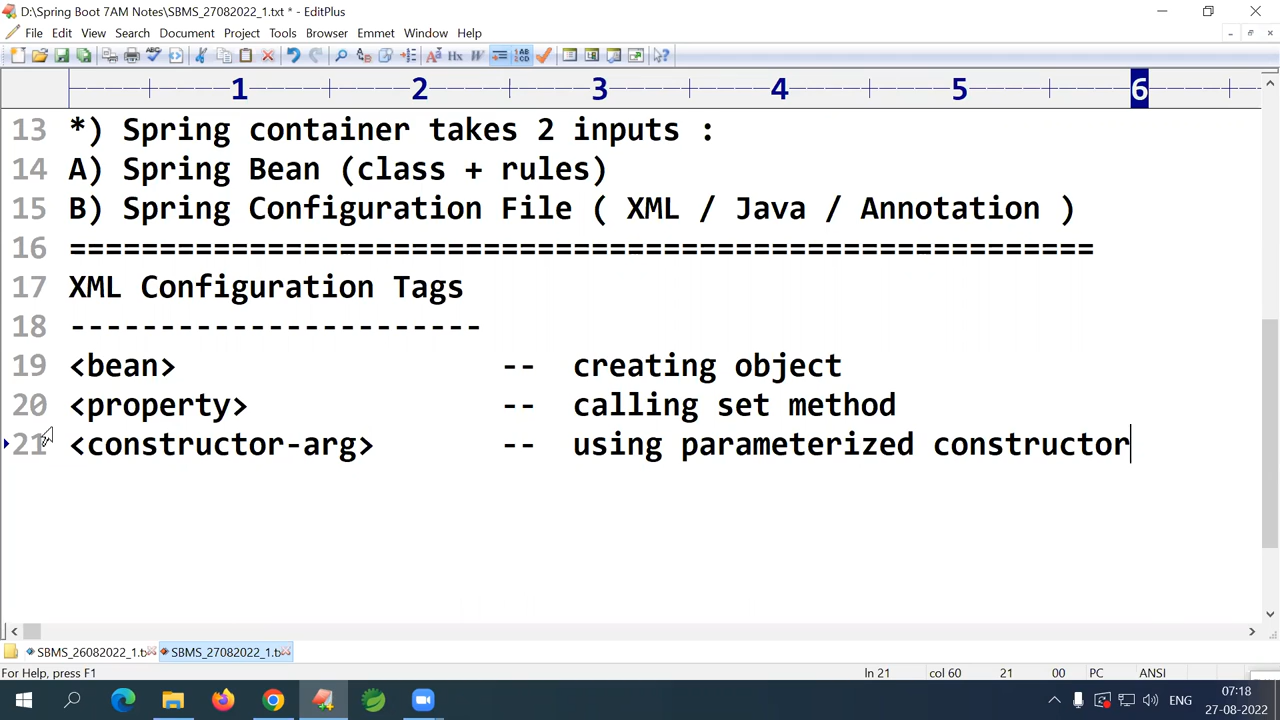 D:\Spring Boot 7AM Notes\SBMS_27082022_1.txt * - EditPlus
File Edit View Search Document Project Tools Browser Emmet Window Help
1 2 3 4 5 6
13 *) Spring container takes 2 inputs :
14 A) Spring Bean (class + rules)
15 B) Spring Configuration File ( XML / Java / Annotation )
16 =========================================================
17 XML Configuration Tags
18 -----------------------
19 <bean> -- creating object
20 <property> -- calling set method
21 <constructor-arg> -- using parameterized constructor
SBMS_26082022_1.t SBMS_27082022_1.t
For Help, press F1 ln 21 col 60 21 00 PC ANSI
ENG 07:18
27-08-2022